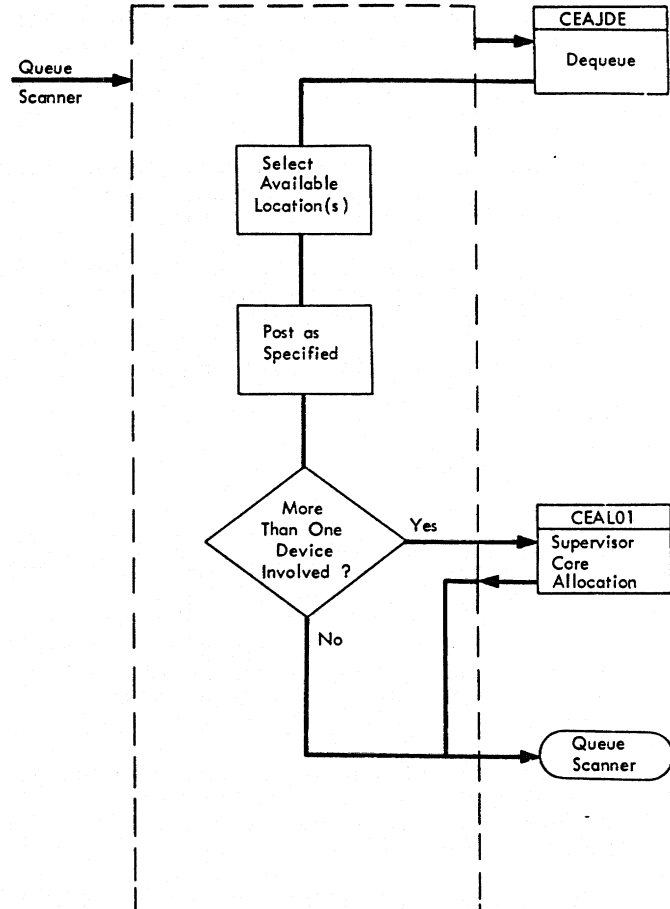 CEAJDE
Dequeue
Queue
Scanner
Select
Available
Location(s)
Post as
Specified
More
Than One
Device
Involved ?
Yes
No
CEAL01
Supervisor
Core
Allocation
Queue
Scanner